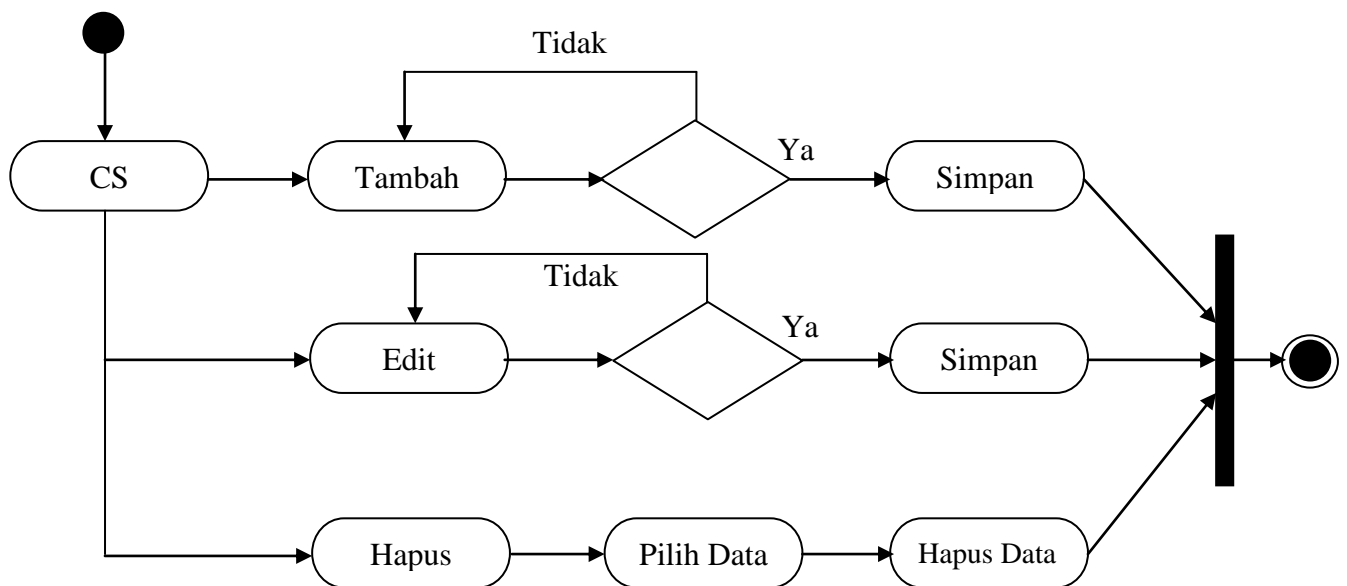 Tidak
CS
Tambah
Ya
Simpan
Tidak
Edit
Ya
Simpan
Hapus
Pilih Data
Hapus Data